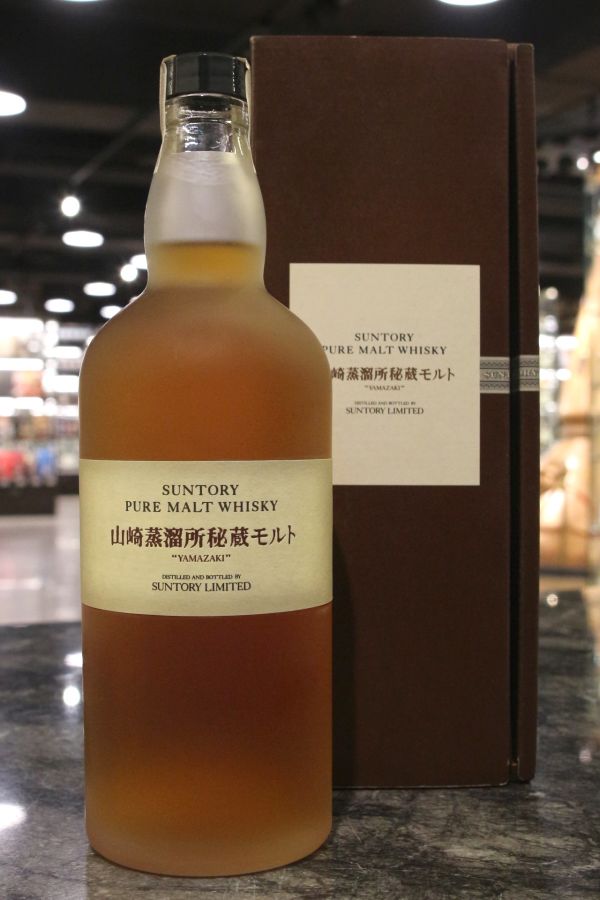 SUNTORY
PURE MALT WHISKY
山崎蒸溜所秘蔵モルト
"YAMAZAKI"
DISTILLED AND BOTTLED BY
SUNTORY LIMITED
SUNTORY
PURE MALT WHISKY
崎蒸溜所秘蔵モルト
"YAMAZAKI"
DISTILLED AND BOTTLED BY
SUNTORY LIMITED